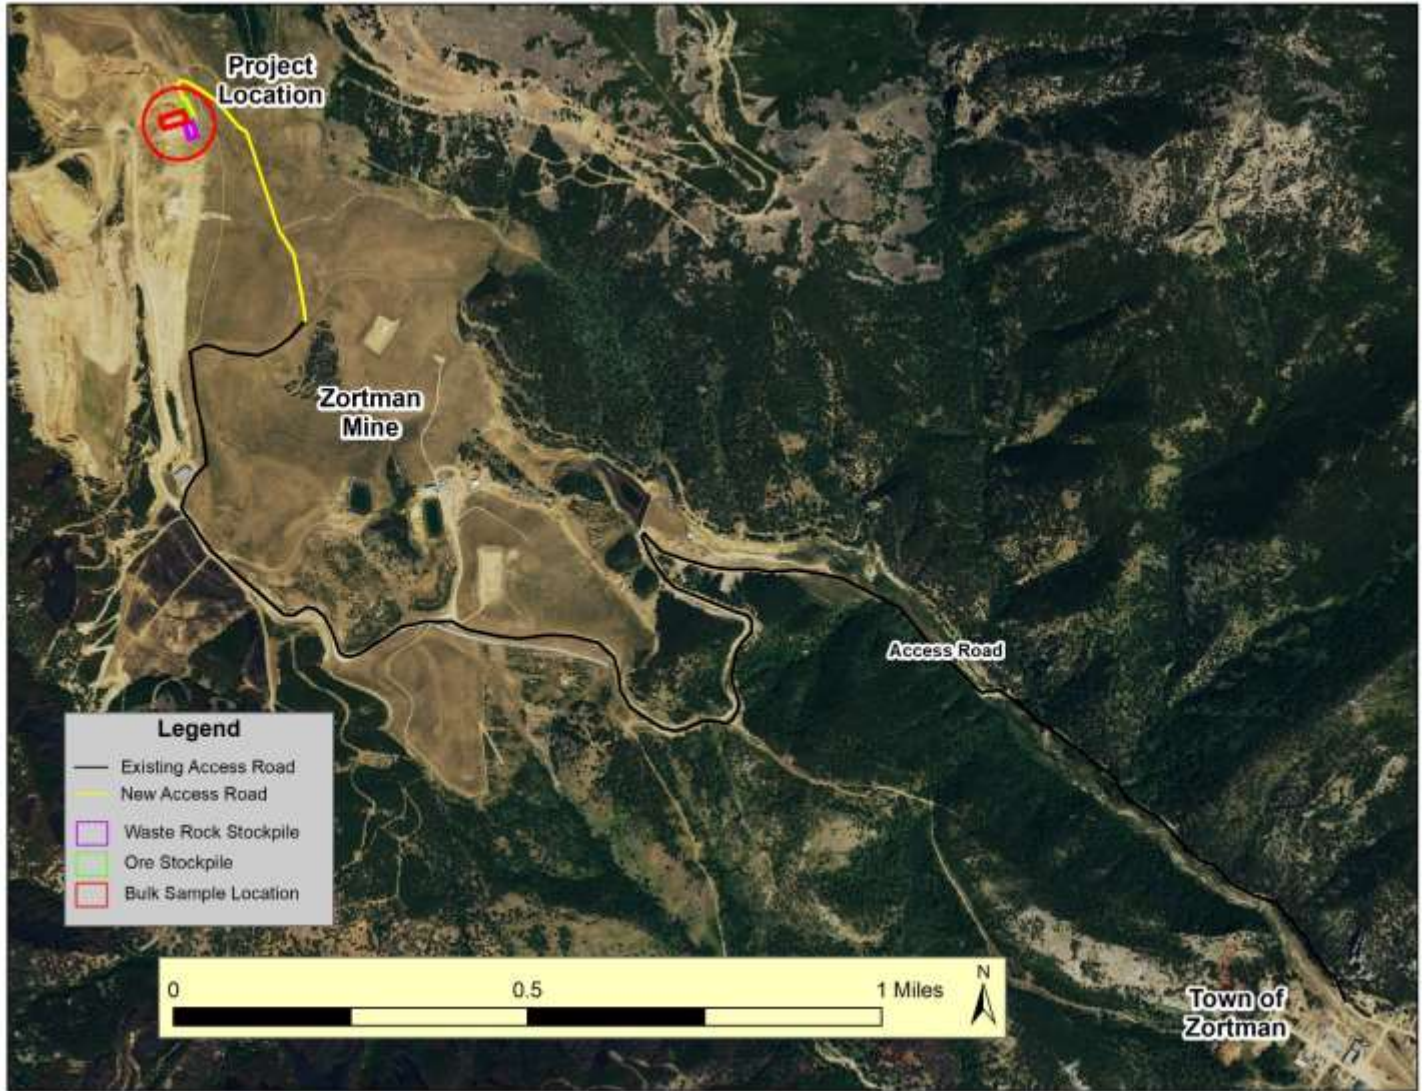 Project
Location
Zortman
Mine
Access Road
Legend
Existing Access Road
New Access Road
Waste Rock Stockpile
Ore Stockpile
Bulk Sample Location
0 0.5 1 Miles
N
Town of
Zortman